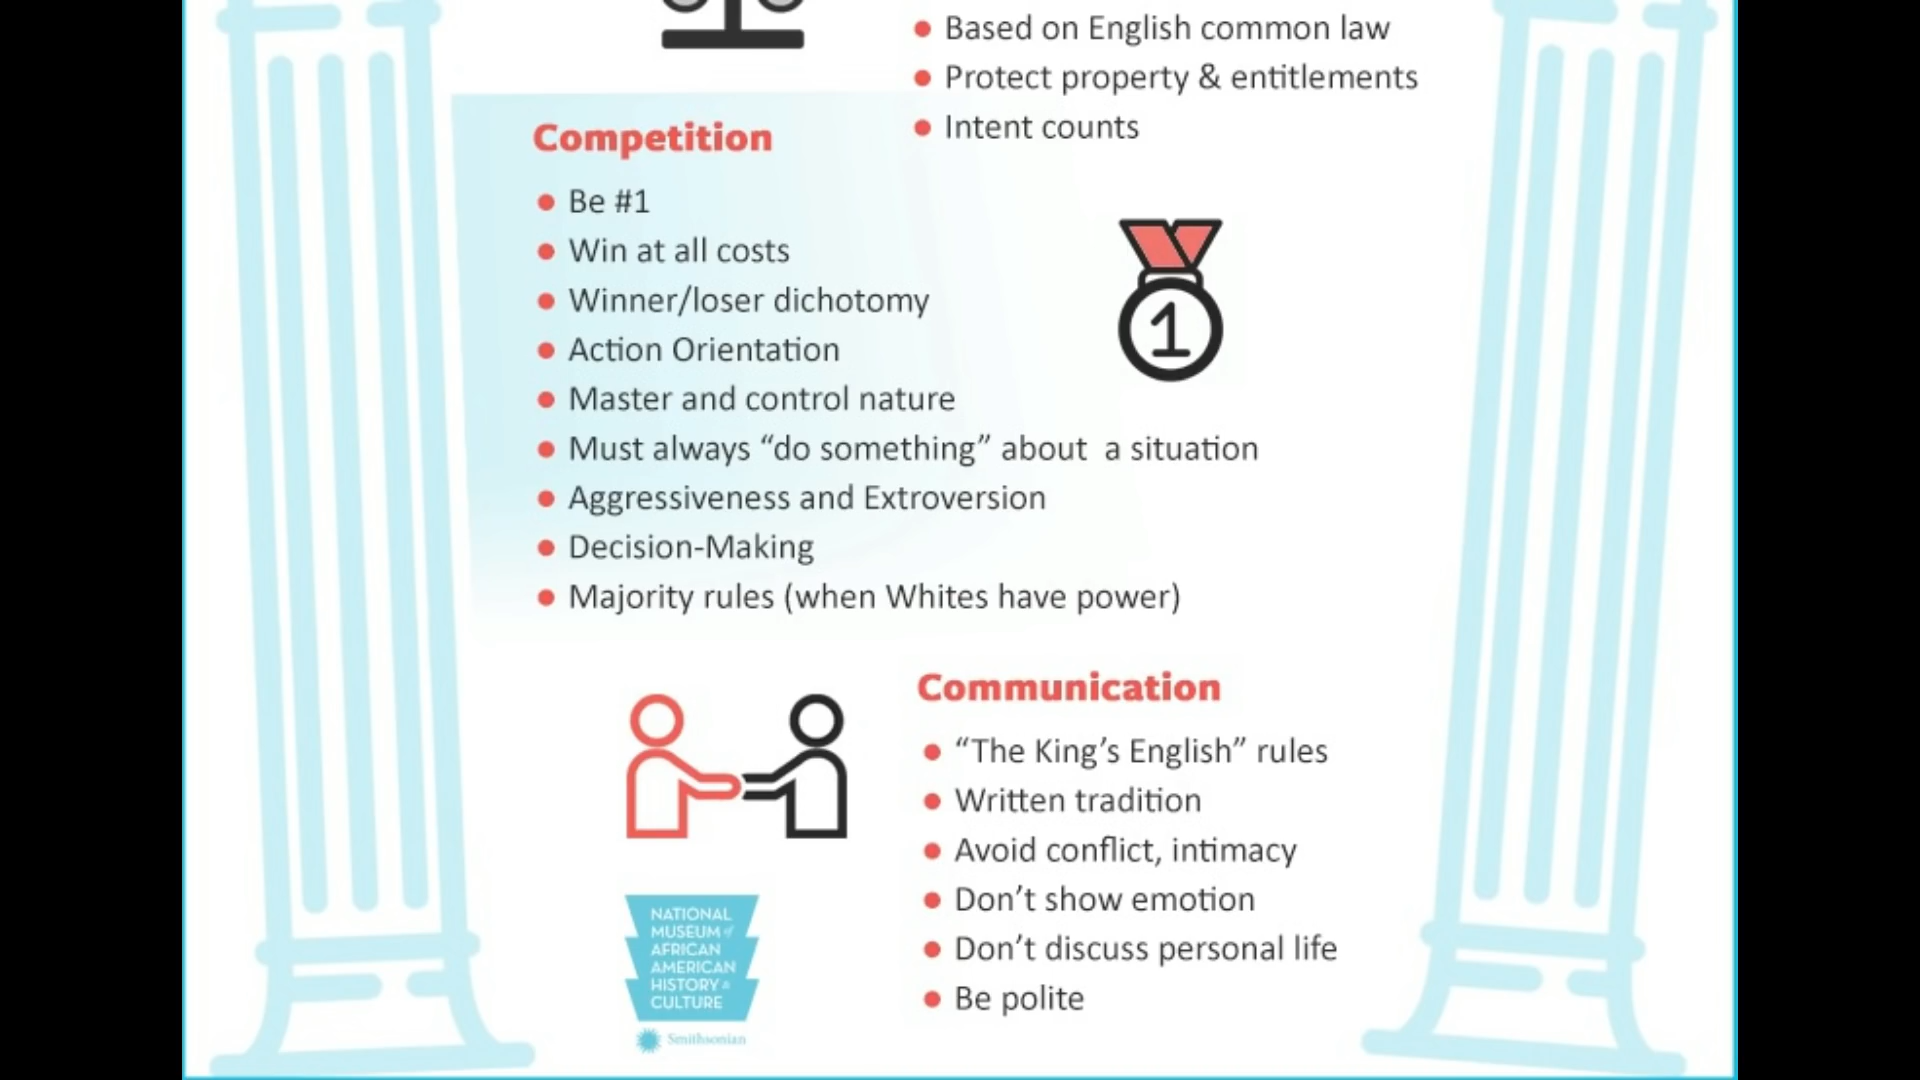 Based on English common law
Protect property & entitlements
Intent counts
Competition
Be #1
Win at all costs
Winner/loser dichotomy
Action Orientation
Master and control nature
Must always “do something” about  a situation
Aggressiveness and Extroversion
Decision-Making
Majority rules (when Whites have power)
1
Communication
“The King’s English” rules
Written tradition
Avoid conflict, intimacy
Don’t show emotion
Don’t discuss personal life
Be polite
NATIONAL
MUSEUM of
AFRICAN
AMERICAN
HISTORY &
CULTURE
Smithsonian